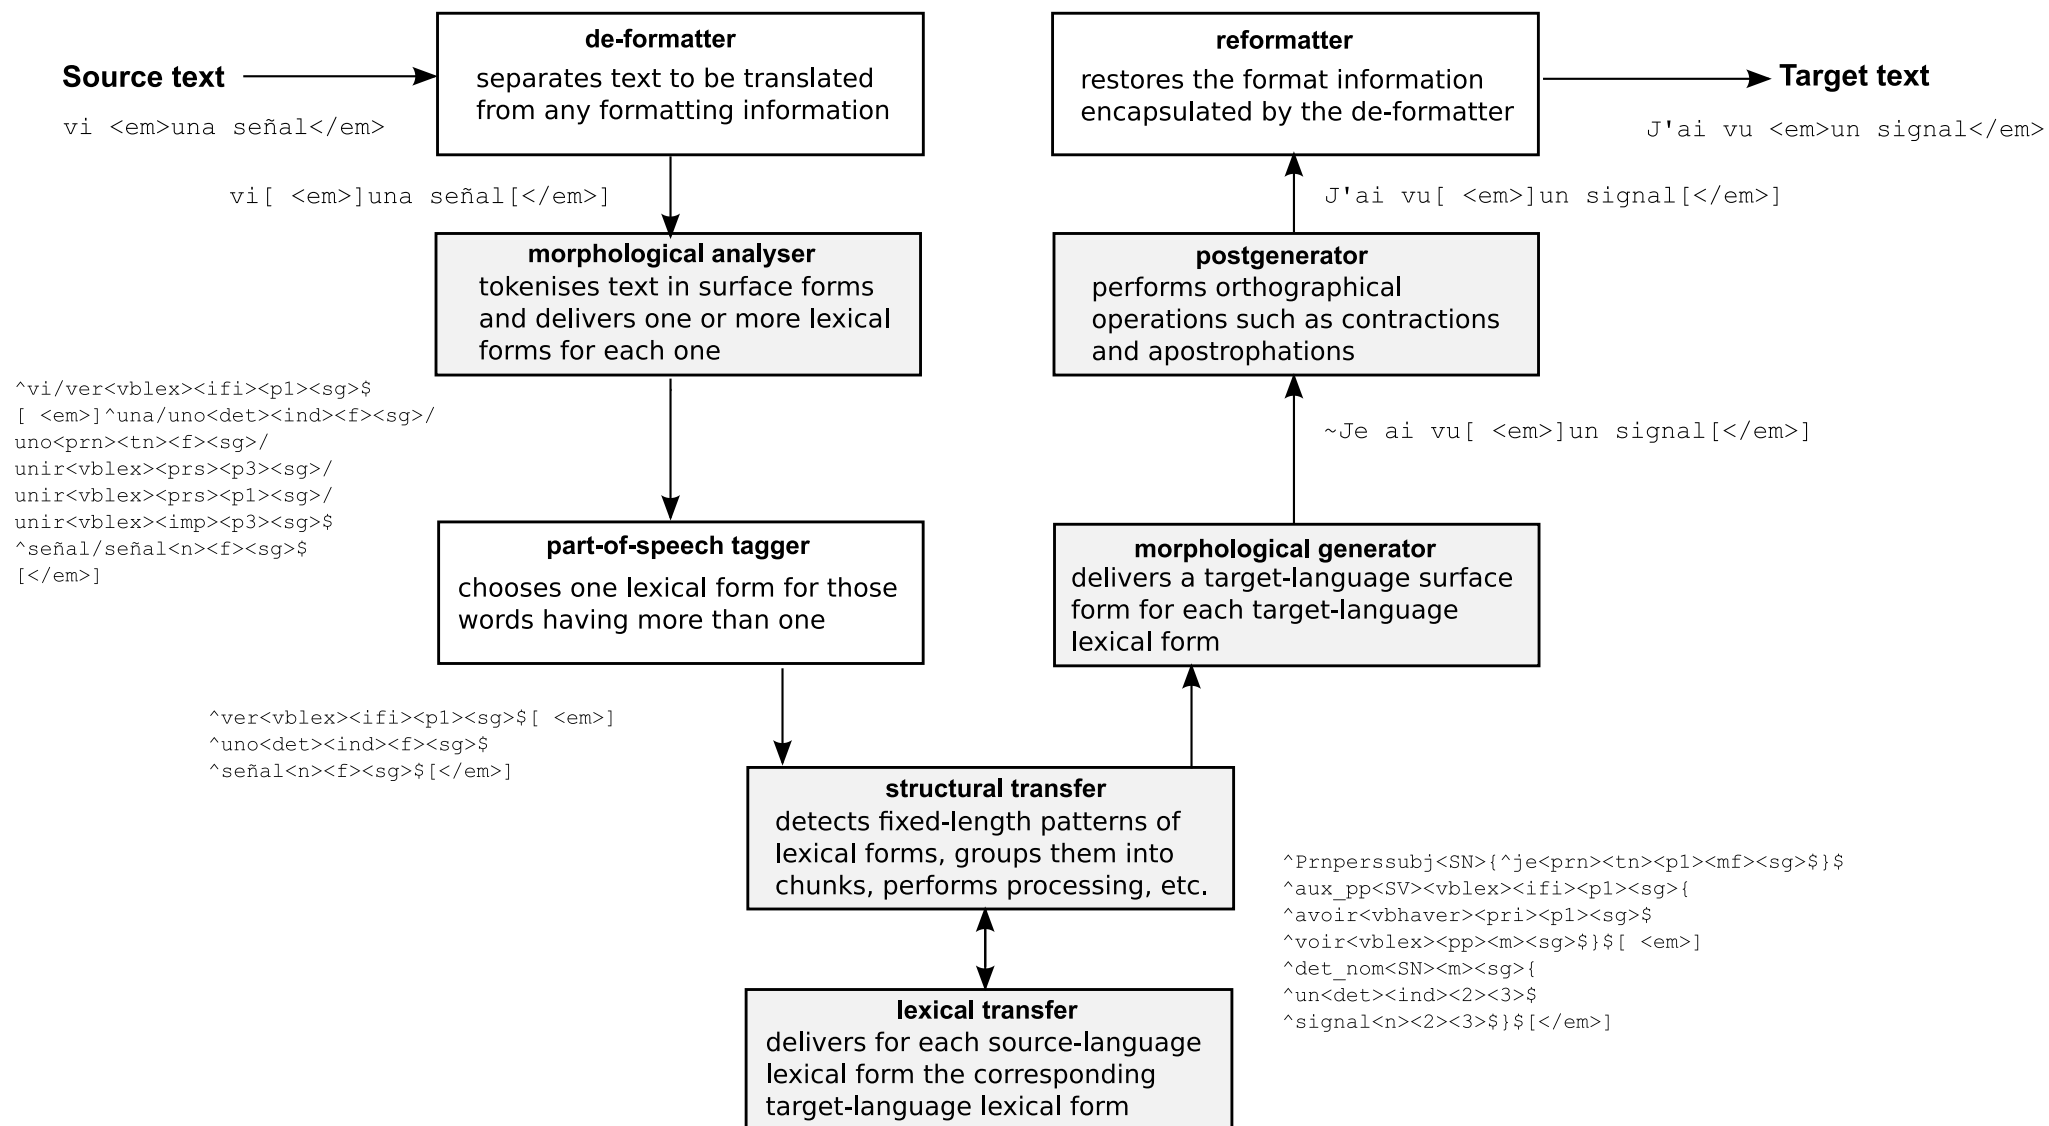 Source text
vi <em>una señal</em>
de-formatter
separates text to be translated
from any formatting information
vi[ <em>]una señal[</em>]
morphological analyser
tokenises text in surface forms
and delivers one or more lexical
forms for each one
^vi/ver<vblex><ifi><p1><sg>$
[ <em>]^una/uno<det><ind><f><sg>/
uno<prn><tn><f><sg>/
unir<vblex><prs><p3><sg>/
unir<vblex><prs><p1><sg>/
unir<vblex><imp><p3><sg>$
^señal/señal<n><f><sg>$
[</em>]
part-of-speech tagger
chooses one lexical form for those
words having more than one
^ver<vblex><ifi><p1><sg>$[ <em>]
^uno<det><ind><f><sg>$
^señal<n><f><sg>$[</em>]
structural transfer
detects fixed-length patterns of
lexical forms, groups them into
chunks, performs processing, etc.
lexical transfer
delivers for each source-language
lexical form the corresponding
target-language lexical form
^Prnperssubj<SN>{^je<prn><tn><p1><mf><sg>$}$
^aux_pp<SV><vblex><ifi><p1><sg>{
^avoir<vbhaver><pri><p1><sg>$
^voir<vblex><pp><m><sg>$}$[ <em>]
^det_nom<SN><m><sg>{
^un<det><ind><2><3>$
^signal<n><2><3>$}$[</em>]
morphological generator
delivers a target-language surface
form for each target-language
lexical form
~Je ai vu[ <em>]un signal[</em>]
postgenerator
performs orthographical
operations such as contractions
and apostrophations
J'ai vu[ <em>]un signal[</em>]
reformatter
restores the format information
encapsulated by the de-formatter
Target text
J'ai vu <em>un signal</em>